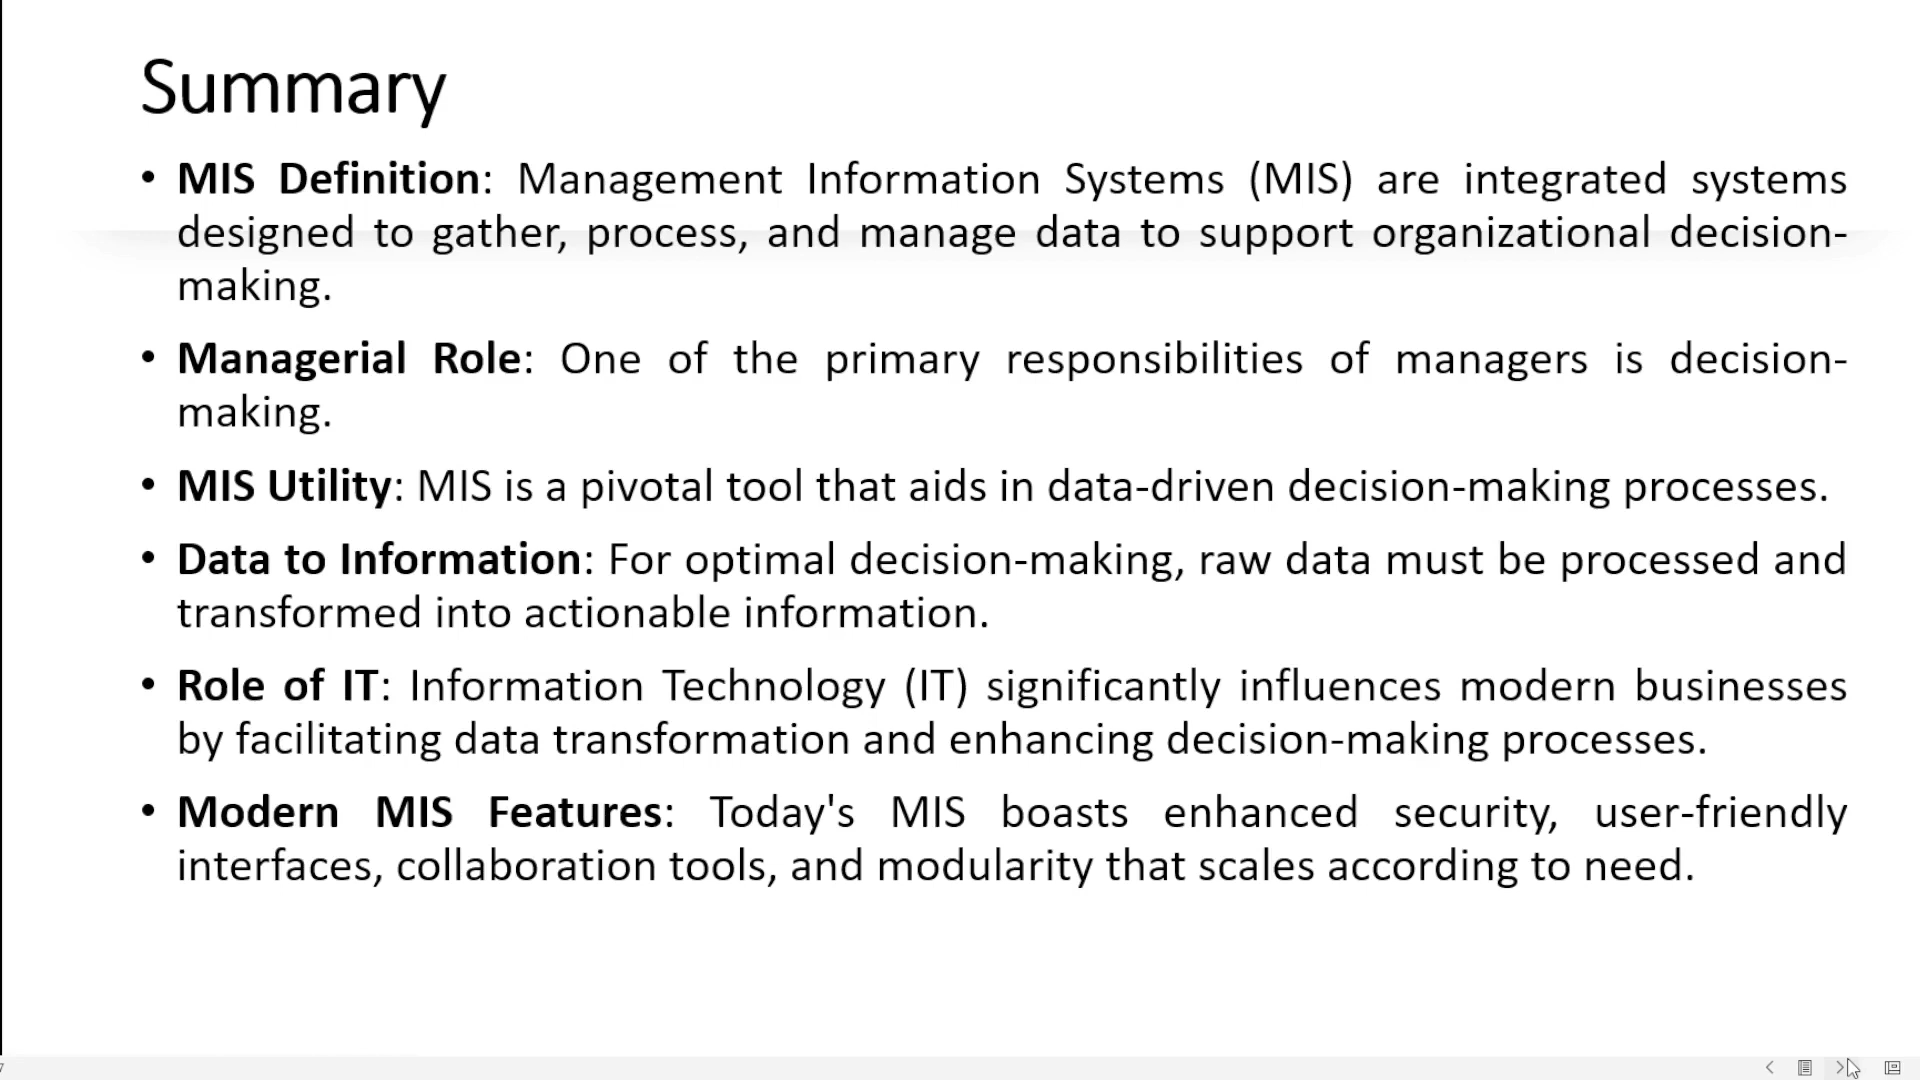 Summary
• MIS Definition: Management Information Systems (MIS) are integrated systems
designed to gather, process, and manage data to support organizational decision-
making.
• Managerial Role: One of the primary responsibilities of managers is decision-
making.
• MIS Utility: MIS is a pivotal tool that aids in data-driven decision-making processes.
• Data to Information: For optimal decision-making, raw data must be processed and
transformed into actionable information.
• Role of IT: Information Technology (IT) significantly influences modern businesses
by facilitating data transformation and enhancing decision-making processes.
• Modern MIS Features: Today's MIS boasts enhanced security, user-friendly
interfaces, collaboration tools, and modularity that scales according to need.